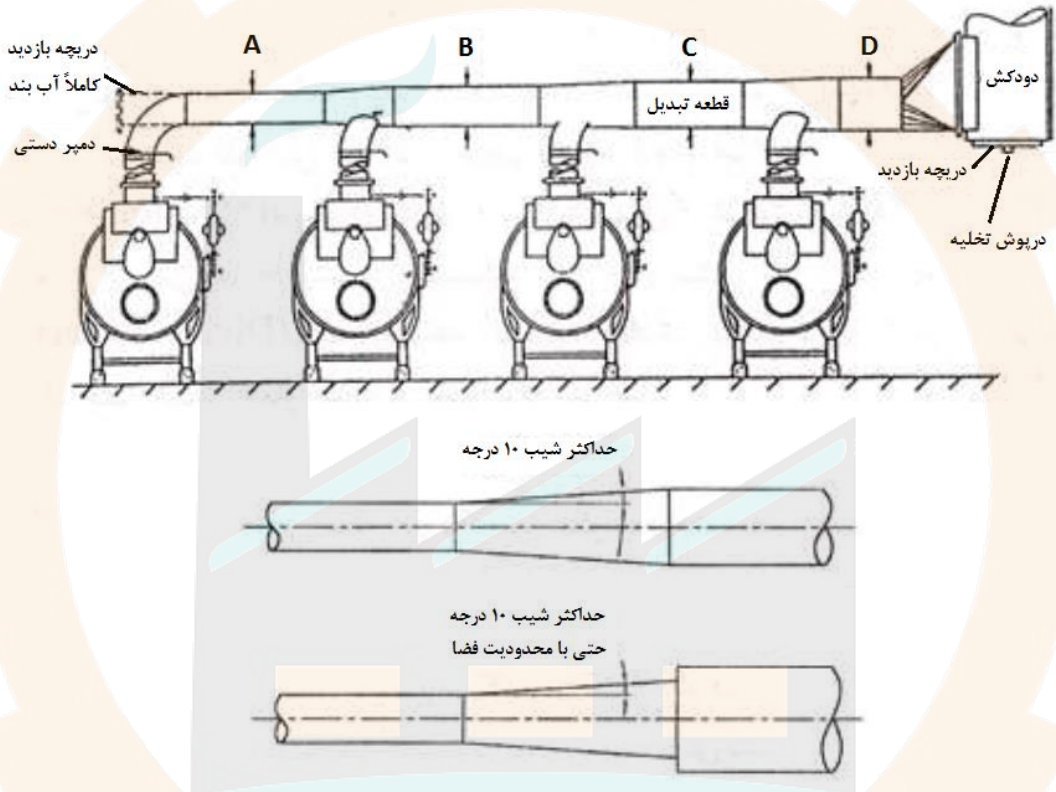 A
B
C
D
دریچه بازدید
کاملاً آب بند
دمپر دستی
قطعه تبدیل
دودکش
دریچه بازدید
درپوش تخلیه
حداکثر شیب ۱۰ درجه
حداکثر شیب ۱۰ درجه
حتی با محدودیت فضا